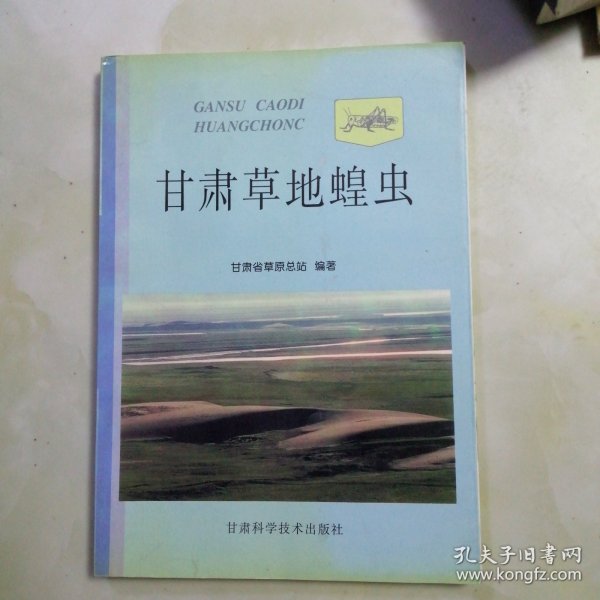 GANSU CAODI
HUANGCHONC
甘肃草地蝗虫
甘肃省草原总站 编著
甘肃科学技术出版社
孔夫子旧书网
www.kongfz.com